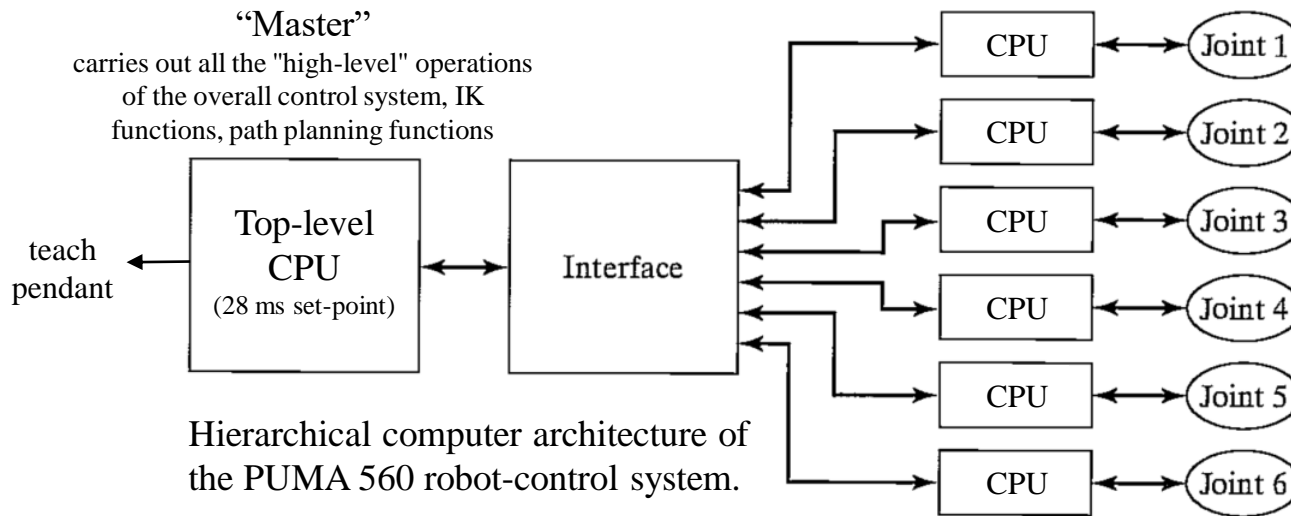 “Master”
carries out all the "high-level" operations
of the overall control system, IK
functions, path planning functions
teach
pendant
Top-level
CPU
(28 ms set-point)
Interface
CPU
Joint 1
CPU
Joint 2
CPU
Joint 3
CPU
Joint 4
CPU
Joint 5
CPU
Joint 6
Hierarchical computer architecture of
the PUMA 560 robot-control system.